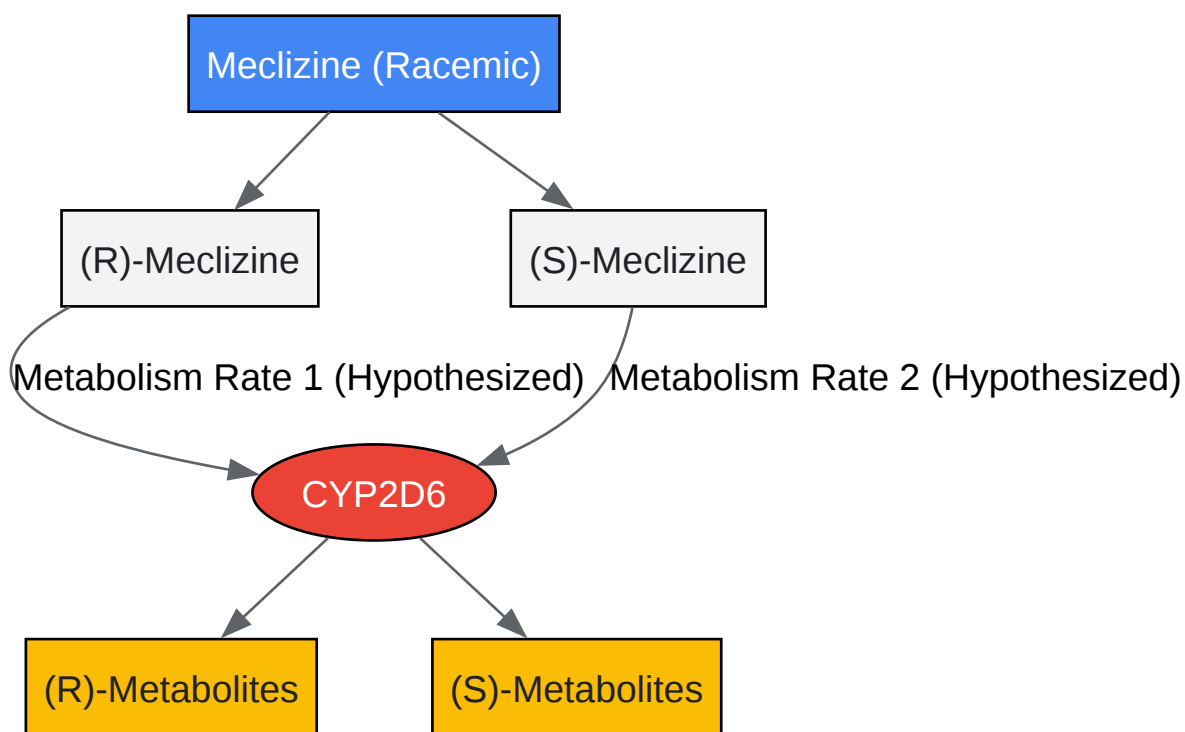 Meclizine (Racemic)
(R)-Meclizine
(S)-Meclizine
Metabolism Rate 1 (Hypothesized)
Metabolism Rate 2 (Hypothesized)
CYP2D6
(R)-Metabolites
(S)-Metabolites